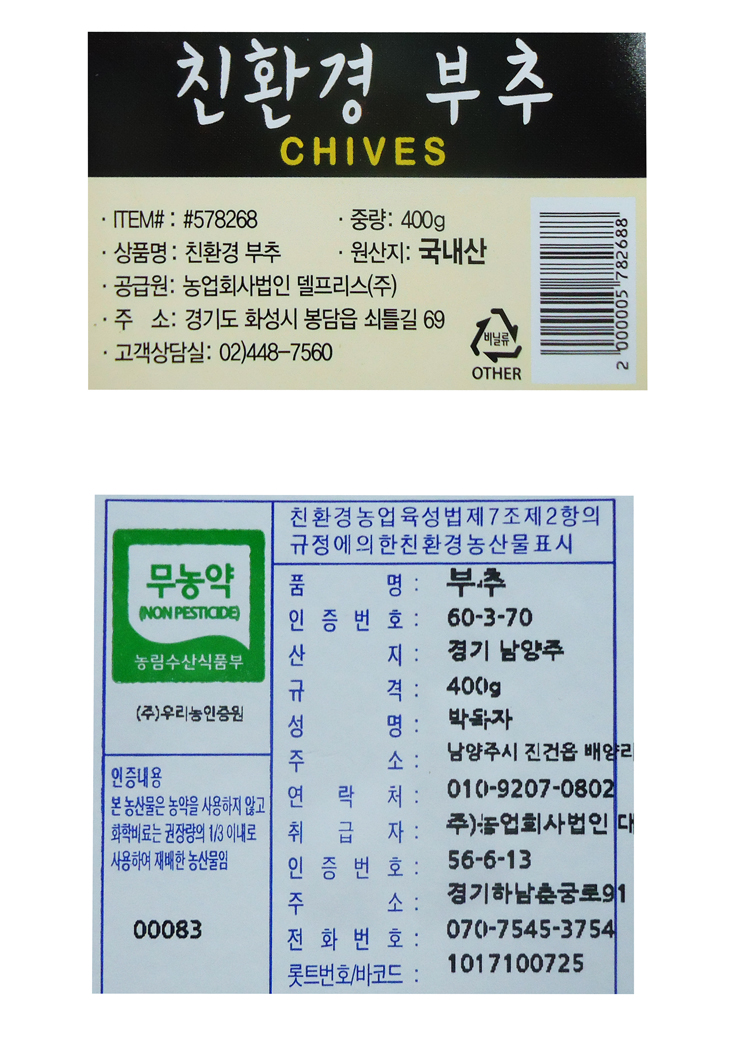 친환경 부추
CHIVES
· ITEM# : #578268 · 중량: 400g
· 상품명 : 친환경 부추 · 원산지: 국내산
· 공급원: 농업회사법인 델프리스(주)
· 주 소: 경기도 화성시 봉담읍 쇠틀길 69
· 고객상담실: 02)448-7560
비닐류
OTHER
2 000005 782688
무농약
(NON PESTICIDE)
농림수산식품부
(주)우리농인증원
인증내용
본 농산물은 농약을 사용하지 않고
화학비료는 권장량의 1/3 이내로
사용하여 재배한 농산물임
00083
친환경농업육성법제7조제2항의
규정에의한친환경농산물표시
품 명 : 부추
인 증 번 호 : 60-3-70
산 지 : 경기 남양주
규 격 : 400g
성 명 :
주 소 : 남양주시 진건읍 배양리
연 락 처 : 010-9207-0802
취 급 자 : 주)농업회사법인 대
인 증 번 호 : 56-6-13
주 소 : 경기하남춘궁로91
전 화 번 호 : 070-7545-3754
롯트번호/바코드 : 1017100725